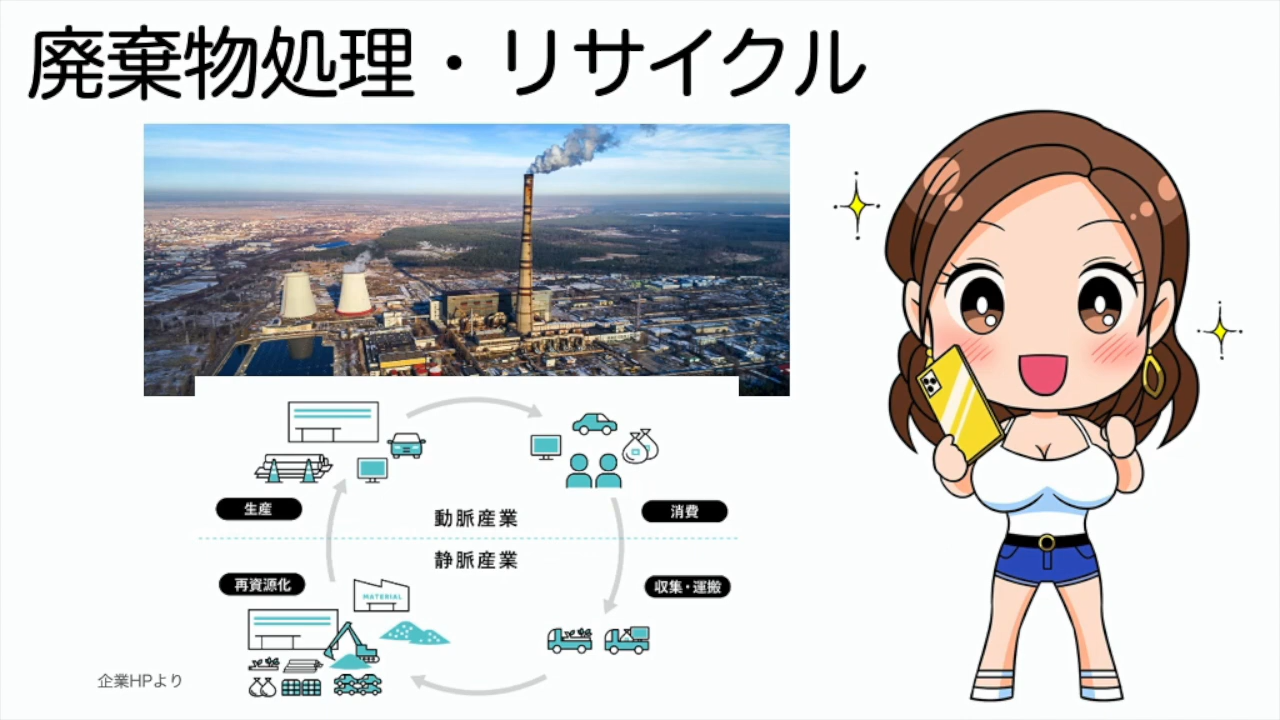 廃棄物処理・リサイクル
生産
動脈産業
消費
静脈産業
再資源化
収集・運搬
MATERIAL
企業HPより